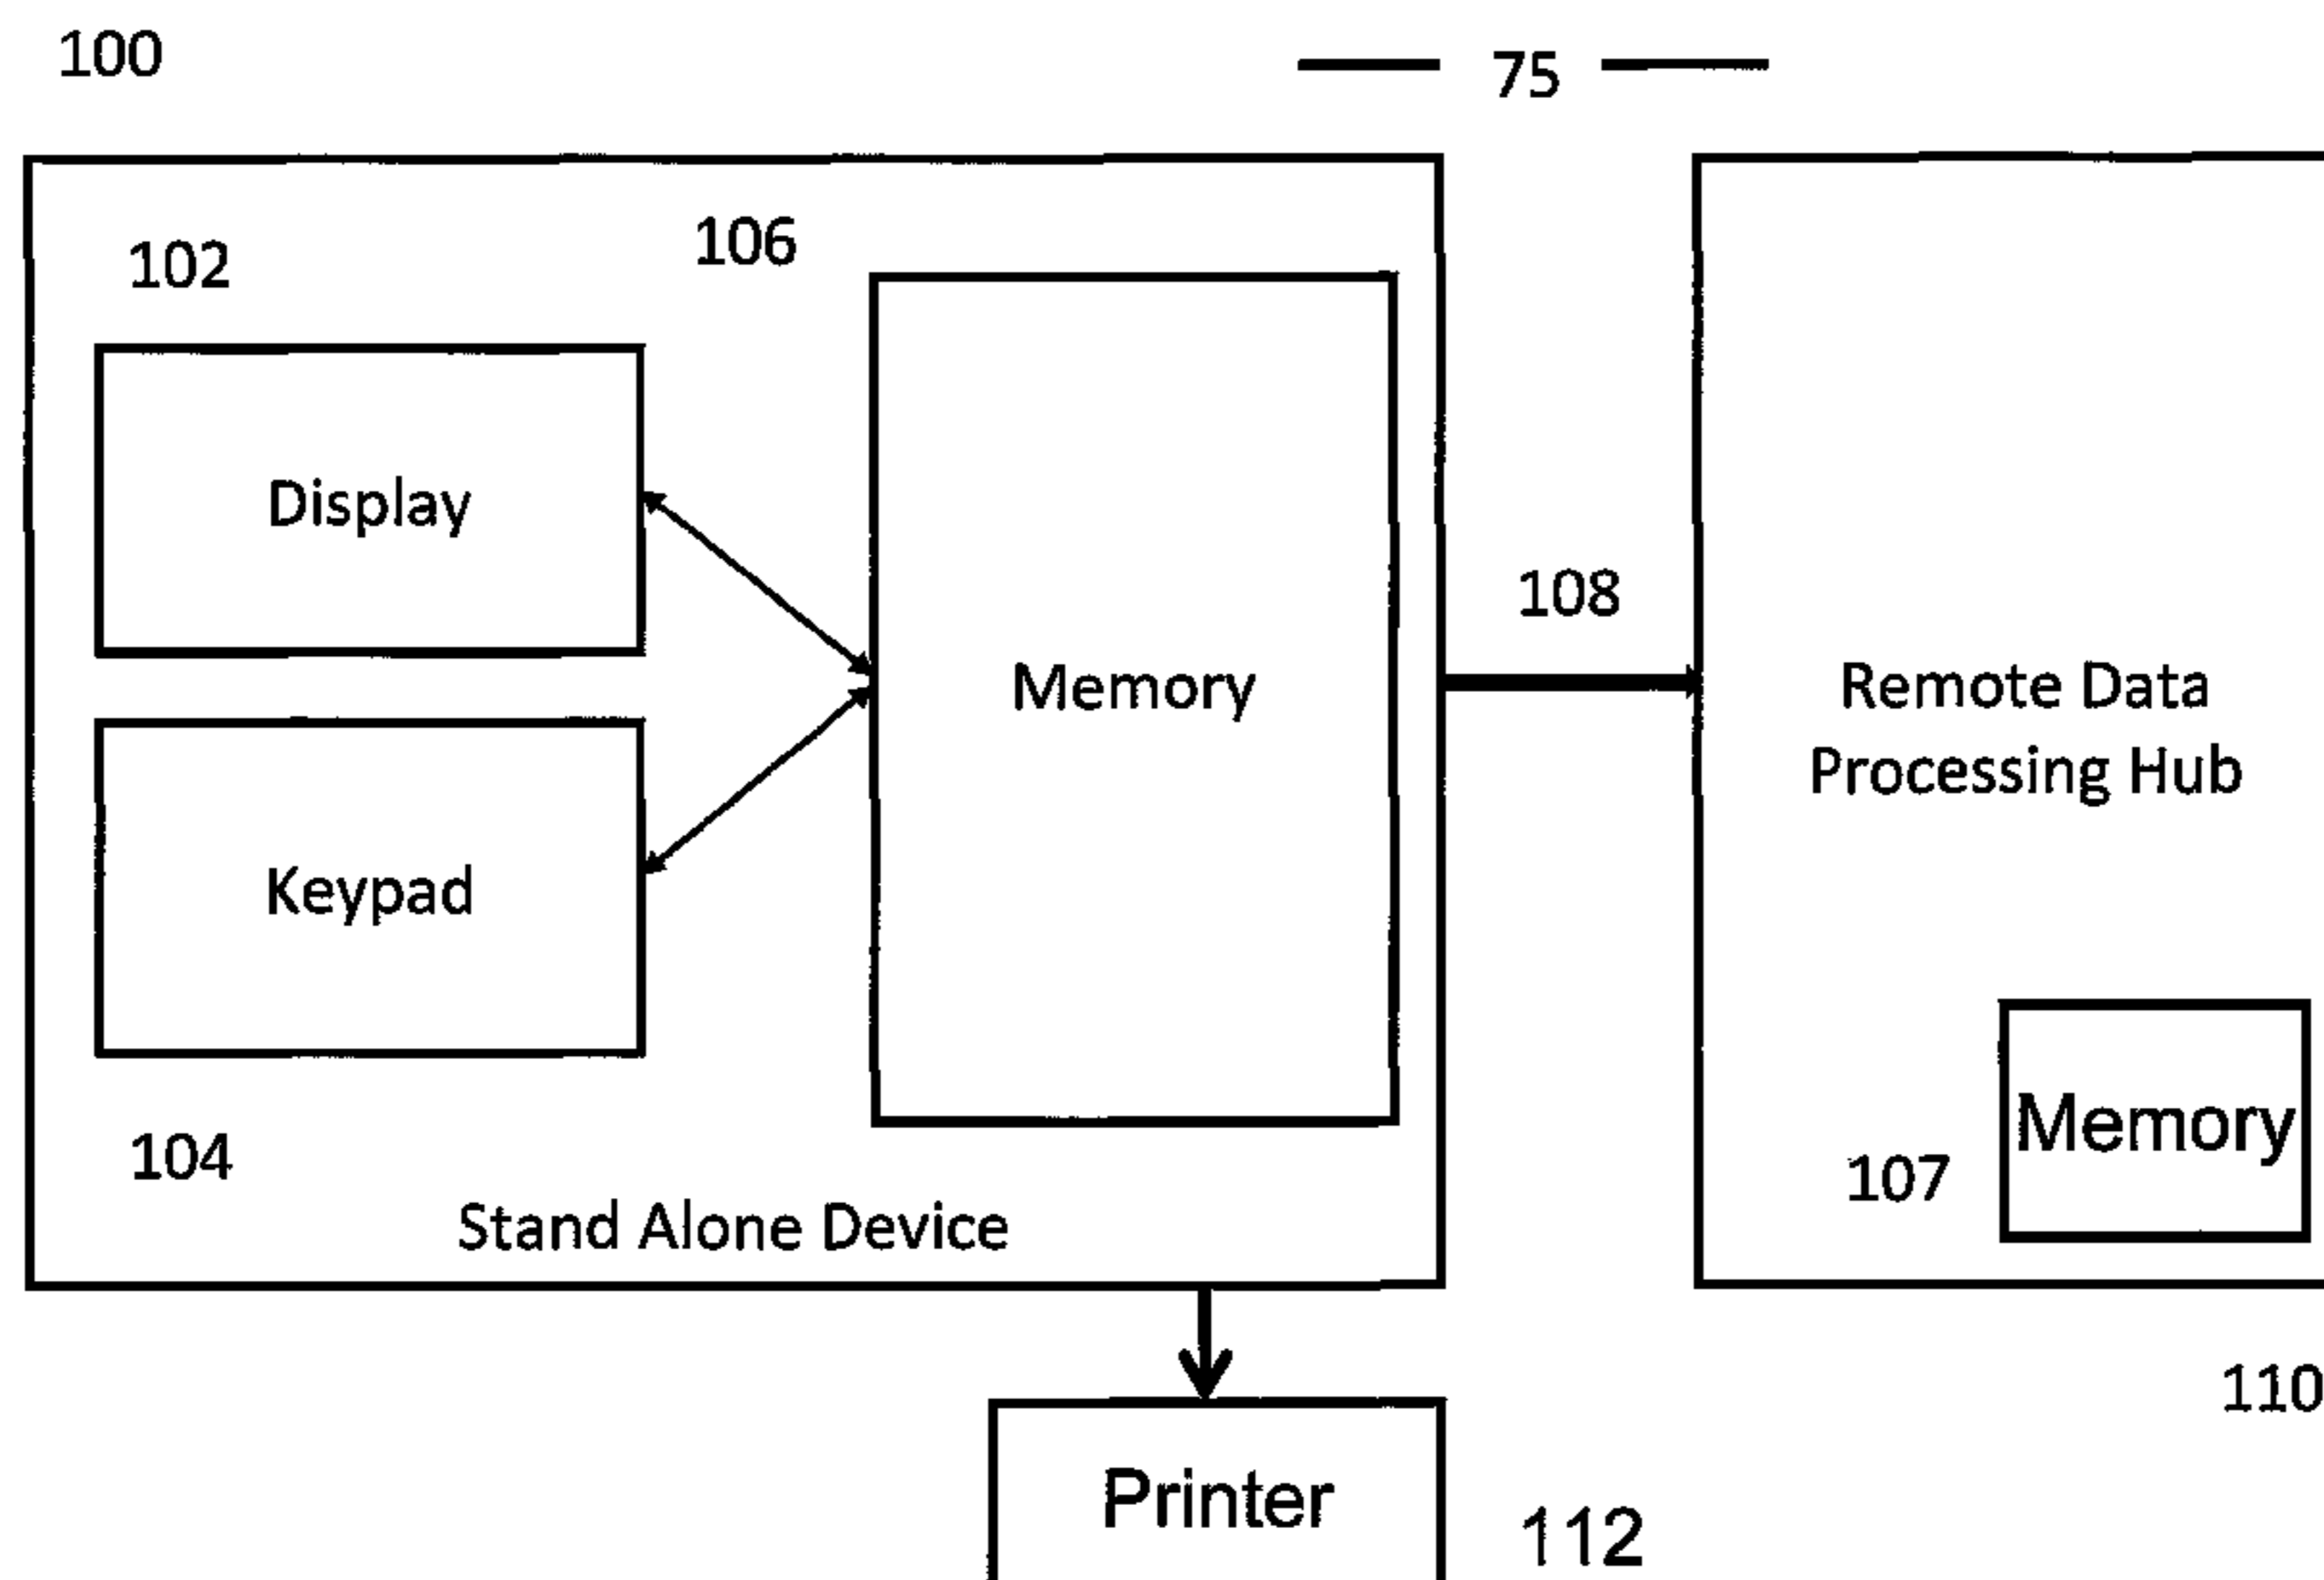 100
75
106
102
Display
108
Memory
Remote Data
Processing Hub
Keypad
Memory
104
107
Stand Alone Device
110
Printer
112